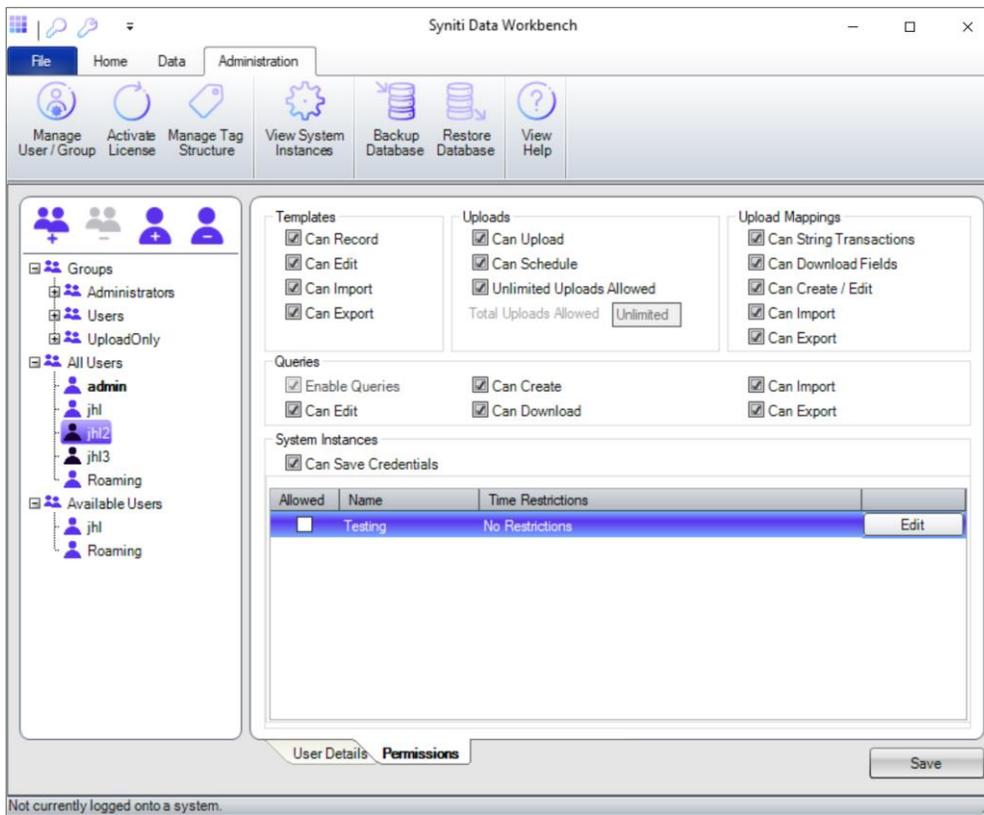 Syniti Data Workbench
File Home Data Administration
Manage User / Group
Activate License
Manage Tag Structure
View System Instances
Backup Database
Restore Database
View Help
Groups
Administrators
Users
UploadOnly
All Users
admin
jhl
jhl2
jhl3
Roaming
Available Users
jhl
Roaming
Templates
Can Record
Can Edit
Can Import
Can Export
Uploads
Can Upload
Can Schedule
Unlimited Uploads Allowed
Total Uploads Allowed Unlimited
Upload Mappings
Can String Transactions
Can Download Fields
Can Create / Edit
Can Import
Can Export
Queries
Enable Queries Can Create Can Import
Can Edit Can Download Can Export
System Instances
Can Save Credentials
Allowed Name Time Restrictions
Testing No Restrictions Edit
User Details Permissions
Save
Not currently logged onto a system.